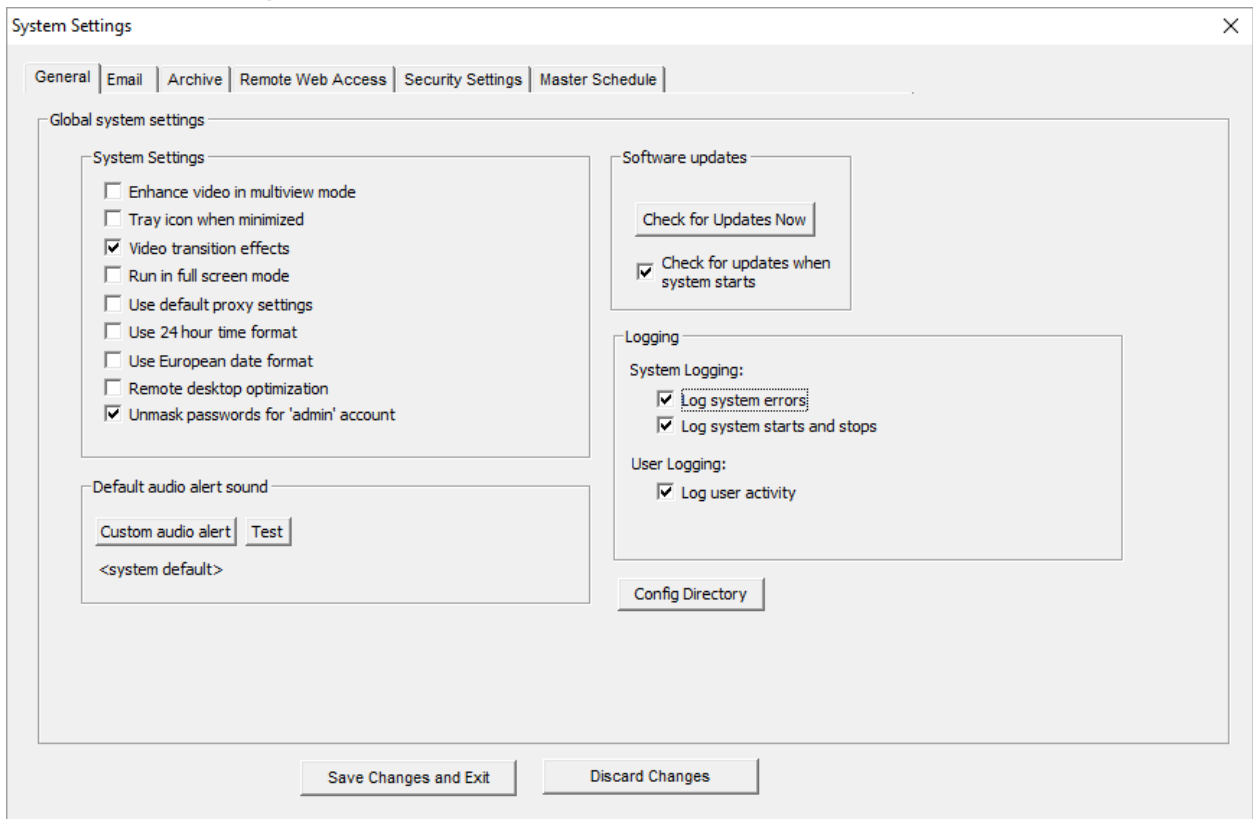 System Settings
General Email Archive Remote Web Access Security Settings Master Schedule
Global system settings
System Settings
Enhance video in multiview mode
Tray icon when minimized
Video transition effects
Run in full screen mode
Use default proxy settings
Use 24 hour time format
Use European date format
Remote desktop optimization
Unmask passwords for 'admin' account
Default audio alert sound
Custom audio alert Test
<system default>
Software updates
Check for Updates Now
Check for updates when
system starts
Logging
System Logging:
Log system errors
Log system starts and stops
User Logging:
Log user activity
Config Directory
Save Changes and Exit Discard Changes